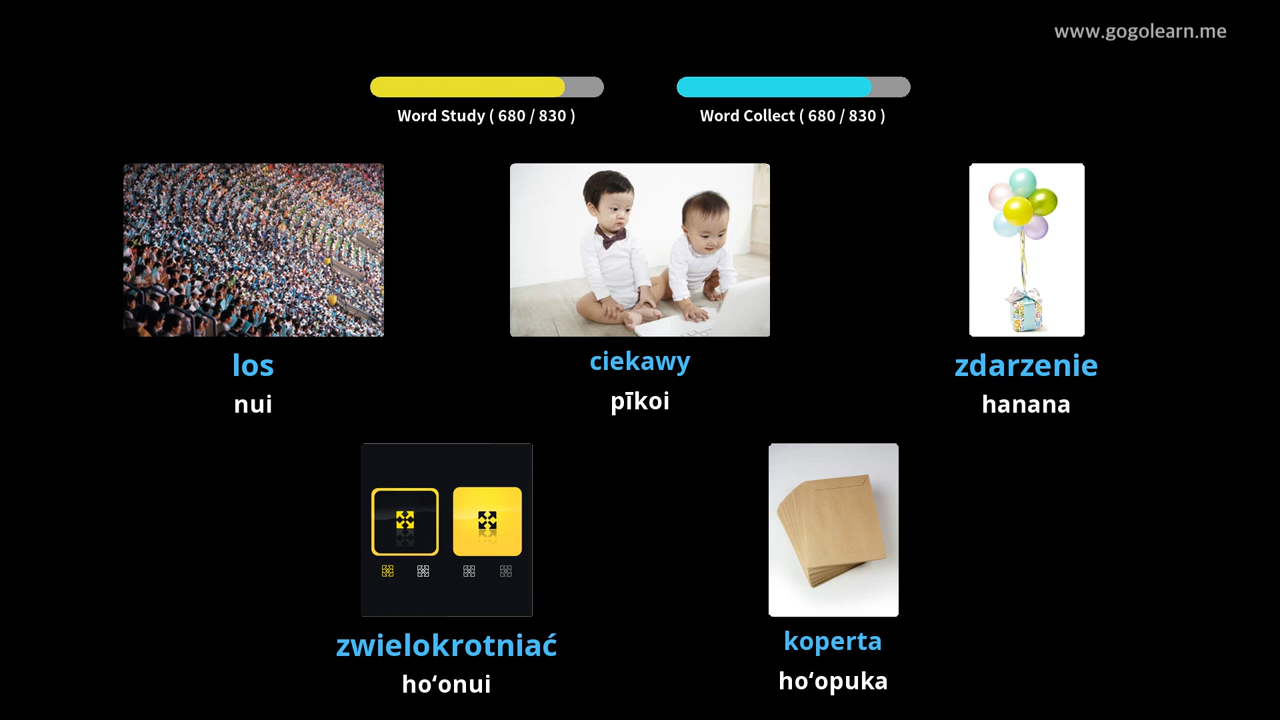 www.gogolearn.me
Word Study ( 680 / 830 )
Word Collect ( 680 / 830 )
los
nui
ciekawy
pīkoi
zdarzenie
hanana
zwielokrotniać
hoʻonui
koperta
hoʻopuka